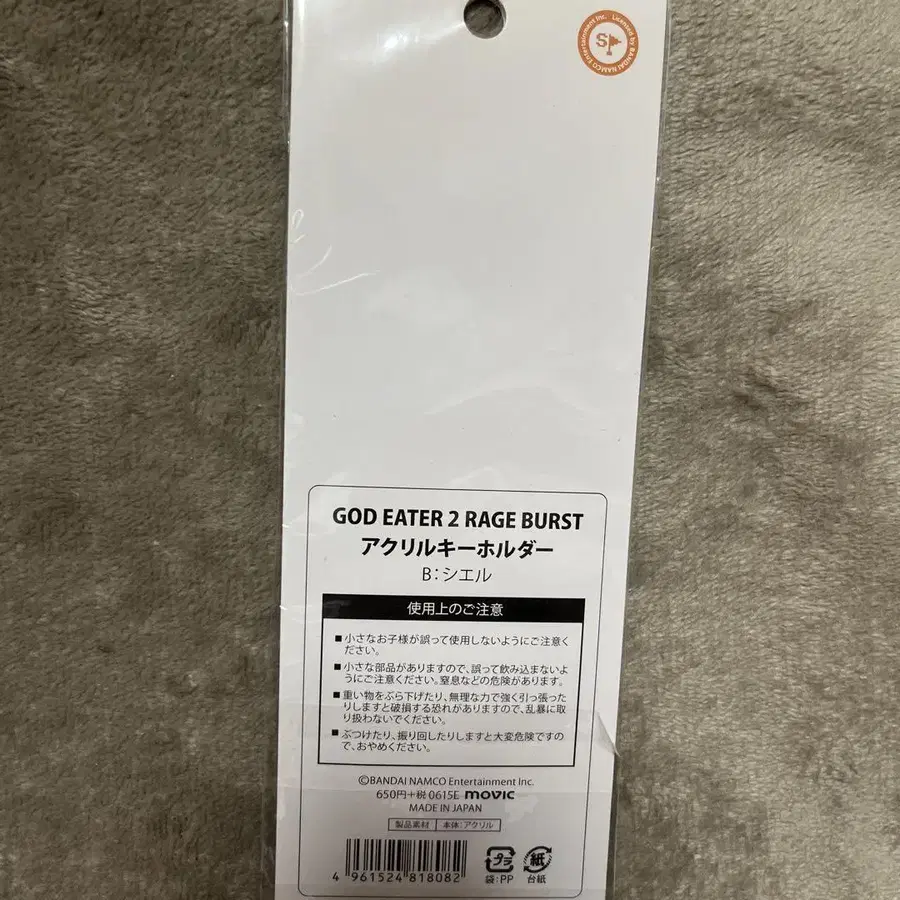 Licensed by BANDAI NAMCO Entertainment Inc.
S
GOD EATER 2 RAGE BURST
アクリルキーホルダー
B：シエル
使用上のご注意
■小さなお子様が誤って使用しないようにご注意く
ださい。
■小さな部品がありますので、誤って飲み込まないよ
うにご注意ください。窒息などの危険があります。
■重い物をぶら下げたり、無理な力で強く引っ張った
りしますと破損する恐れがありますので、乱暴に取
り扱わないでください。
■ぶつけたり、振り回したりしますと大変危険ですの
で、おやめください。
©BANDAI NAMCO Entertainment Inc.
650円+税 0615E movic
MADE IN JAPAN
製品素材 本体：アクリル
4 961524 818082
プラ
袋：PP
紙
台紙